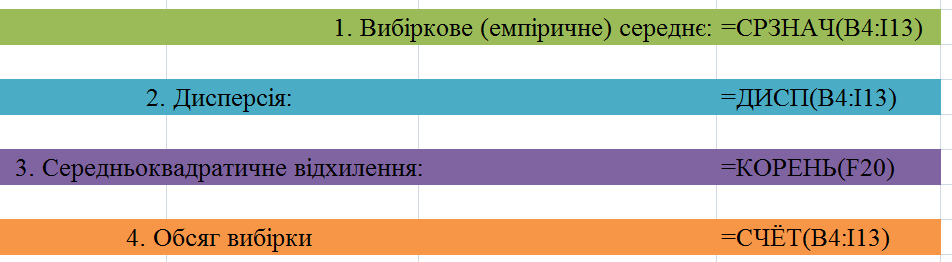 1. Вибіркове (емпіричне) середнє: =СРЗНАЧ(B4:I13)
2. Дисперсія: =ДИСП(B4:I13)
3. Середньоквадратичне відхилення: =КОРЕНЬ(F20)
4. Обсяг вибірки =СЧЁТ(B4:I13)